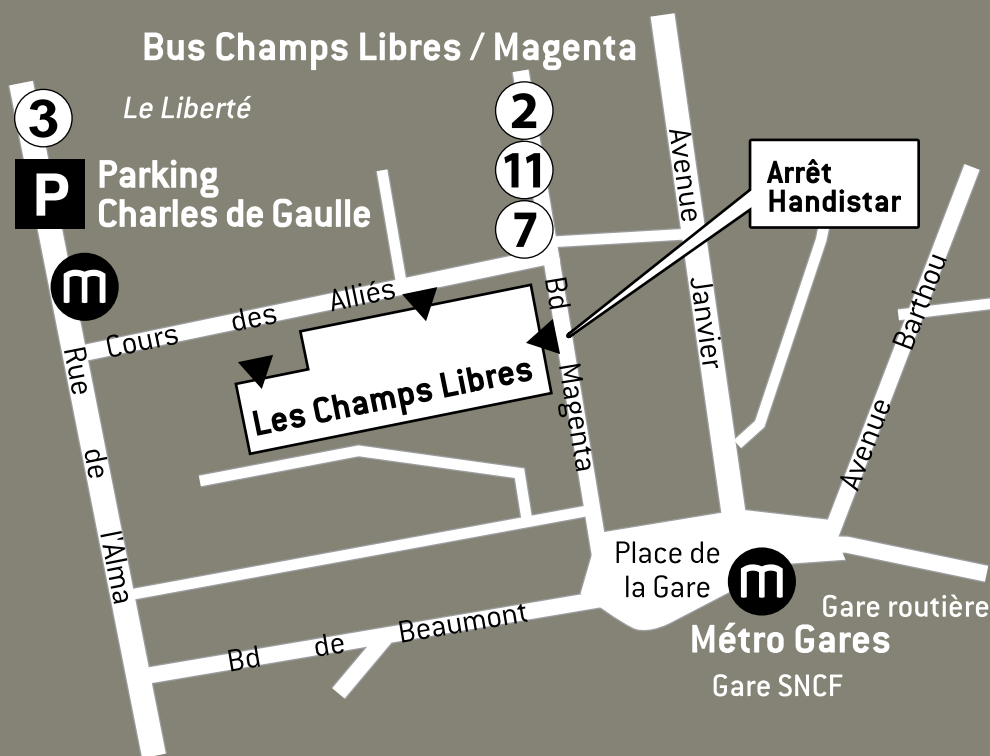 Bus Champs Libres / Magenta
3
Le Liberté
2
11
7
P
Parking
Charles de Gaulle
m
Arrêt
Handistar
Avenue
Janvier
Avenue
Barthou
Cours des Alliés
Bd Magenta
Les Champs Libres
Rue de l'Alma
Place de
la Gare
m
Gare routière
Métro Gares
Gare SNCF
Bd de Beaumont